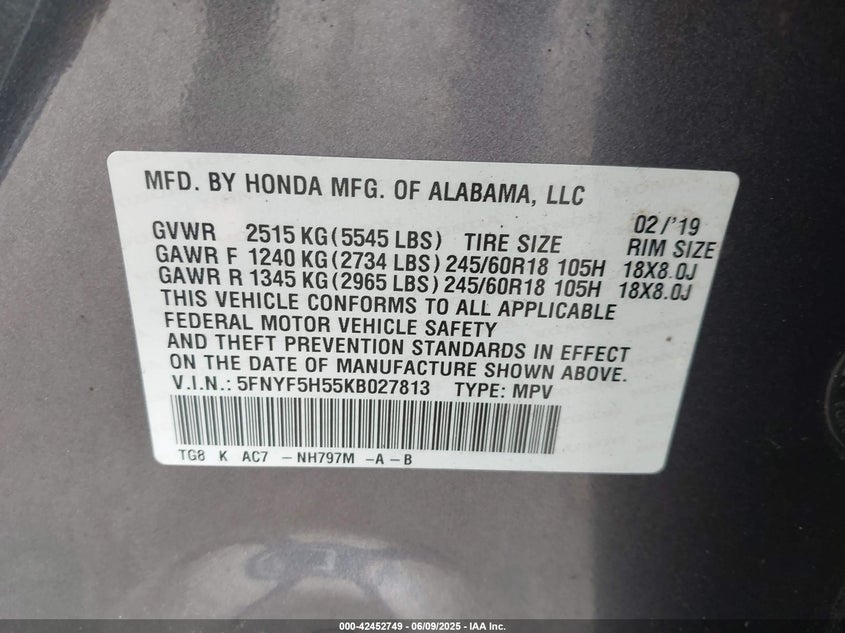 MFD. BY HONDA MFG. OF ALABAMA, LLC
02/'19
GVWR 2515 KG (5545 LBS) TIRE SIZE RIM SIZE
GAWR F 1240 KG (2734 LBS) 245/60R18 105H 18X8.0J
GAWR R 1345 KG (2965 LBS) 245/60R18 105H 18X8.0J
THIS VEHICLE CONFORMS TO ALL APPLICABLE
FEDERAL MOTOR VEHICLE SAFETY
AND THEFT PREVENTION STANDARDS IN EFFECT
ON THE DATE OF MANUFACTURE SHOWN ABOVE.
V.I.N.: 5FNYF5H55KB027813 TYPE: MPV
TG8 K AC7 -NH797M -A-B
000-42452749 | 06/09/2025 - IAA Inc.